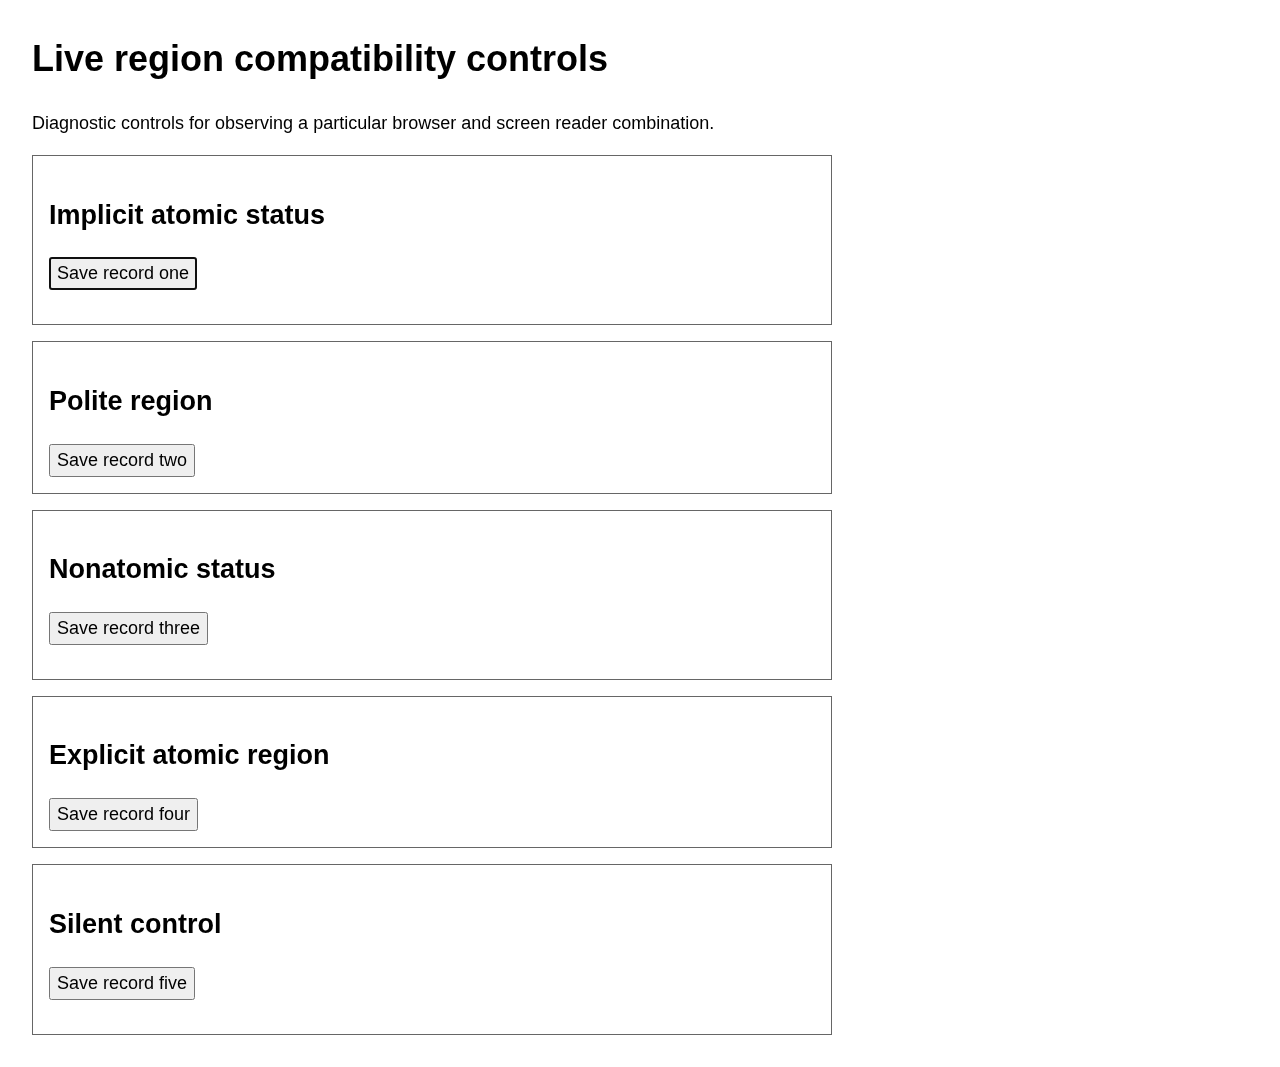 Live region compatibility controls
Diagnostic controls for observing a particular browser and screen reader combination.
Implicit atomic status
Save record one
Polite region
Save record two
Nonatomic status
Save record three
Explicit atomic region
Save record four
Silent control
Save record five